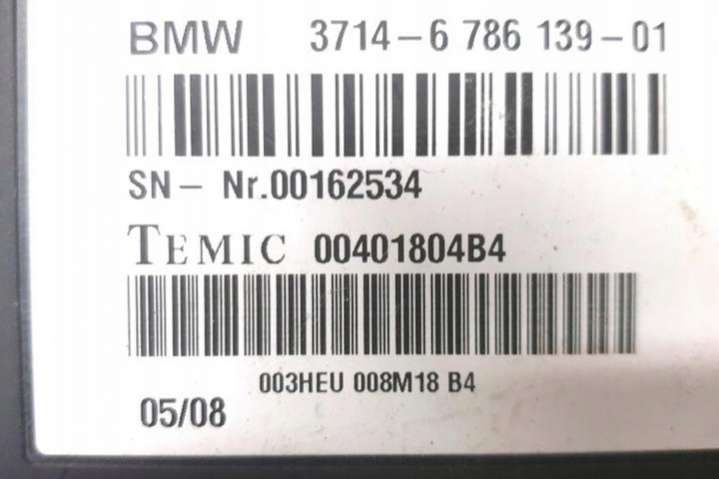 BMW 3714-6 786 139-01
SN- Nr.00162534
TEMIC 00401804B4
003HEU 008M18 B4
05/08